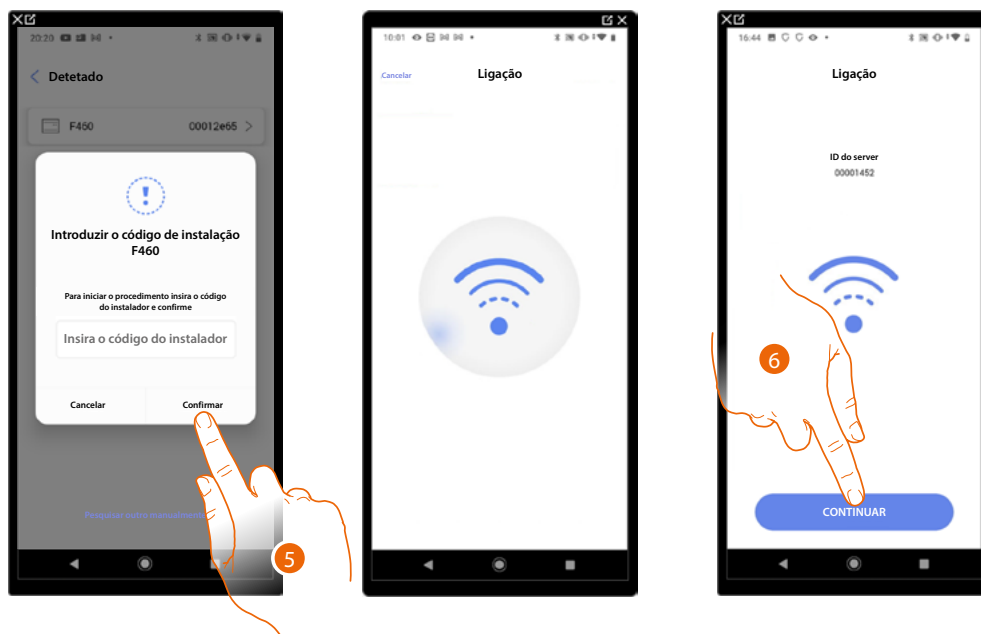 20:20
Detetado
F460
00012e65
Introduzir o código de instalação
F460
Para iniciar o procedimento insira o código
do instalador e confirme
Insira o código do instalador
Cancelar
Confirmar
5
10:01
Cancelar
Ligação
16:44
Ligação
ID do server
00001452
6
CONTINUAR